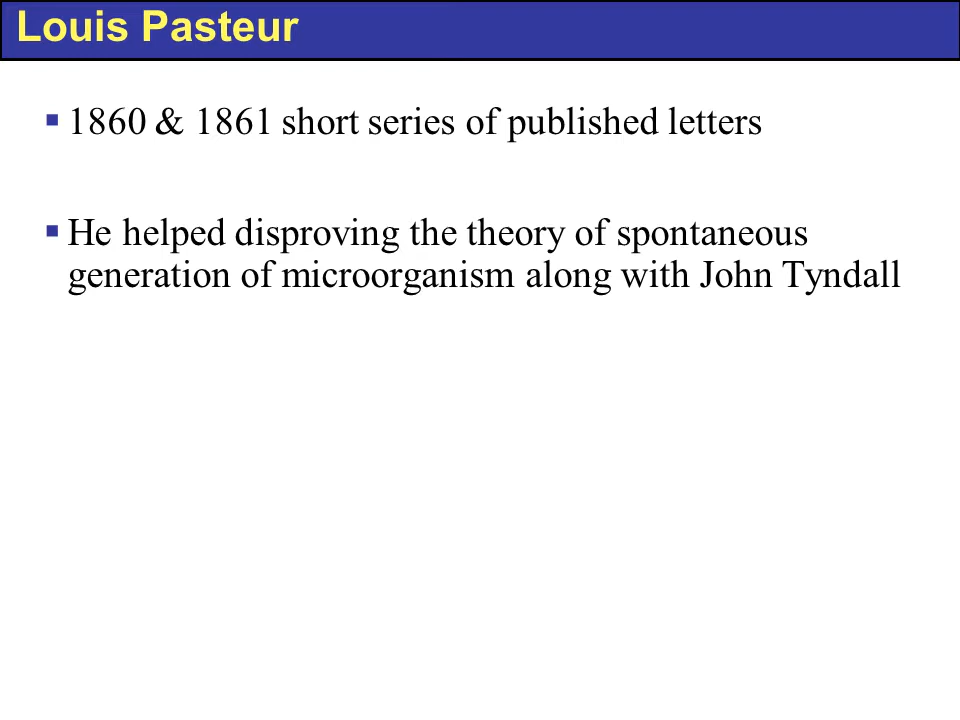 Louis Pasteur
▪ 1860 & 1861 short series of published letters
▪ He helped disproving the theory of spontaneous
generation of microorganism along with John Tyndall